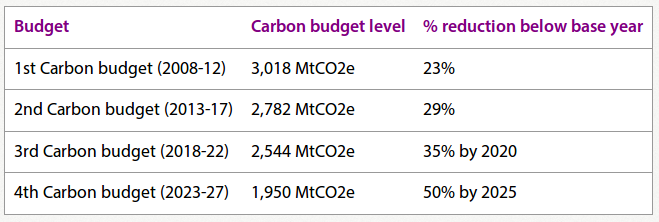 Budget Carbon budget level % reduction below base year
1st Carbon budget (2008-12) 3,018 MtCO2e 23%
2nd Carbon budget (2013-17) 2,782 MtCO2e 29%
3rd Carbon budget (2018-22) 2,544 MtCO2e 35% by 2020
4th Carbon budget (2023-27) 1,950 MtCO2e 50% by 2025